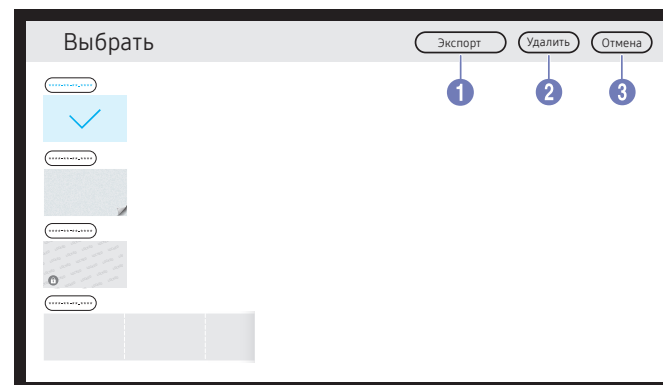 Выбрать
Экспорт
Удалить
Отмена
1
2
3